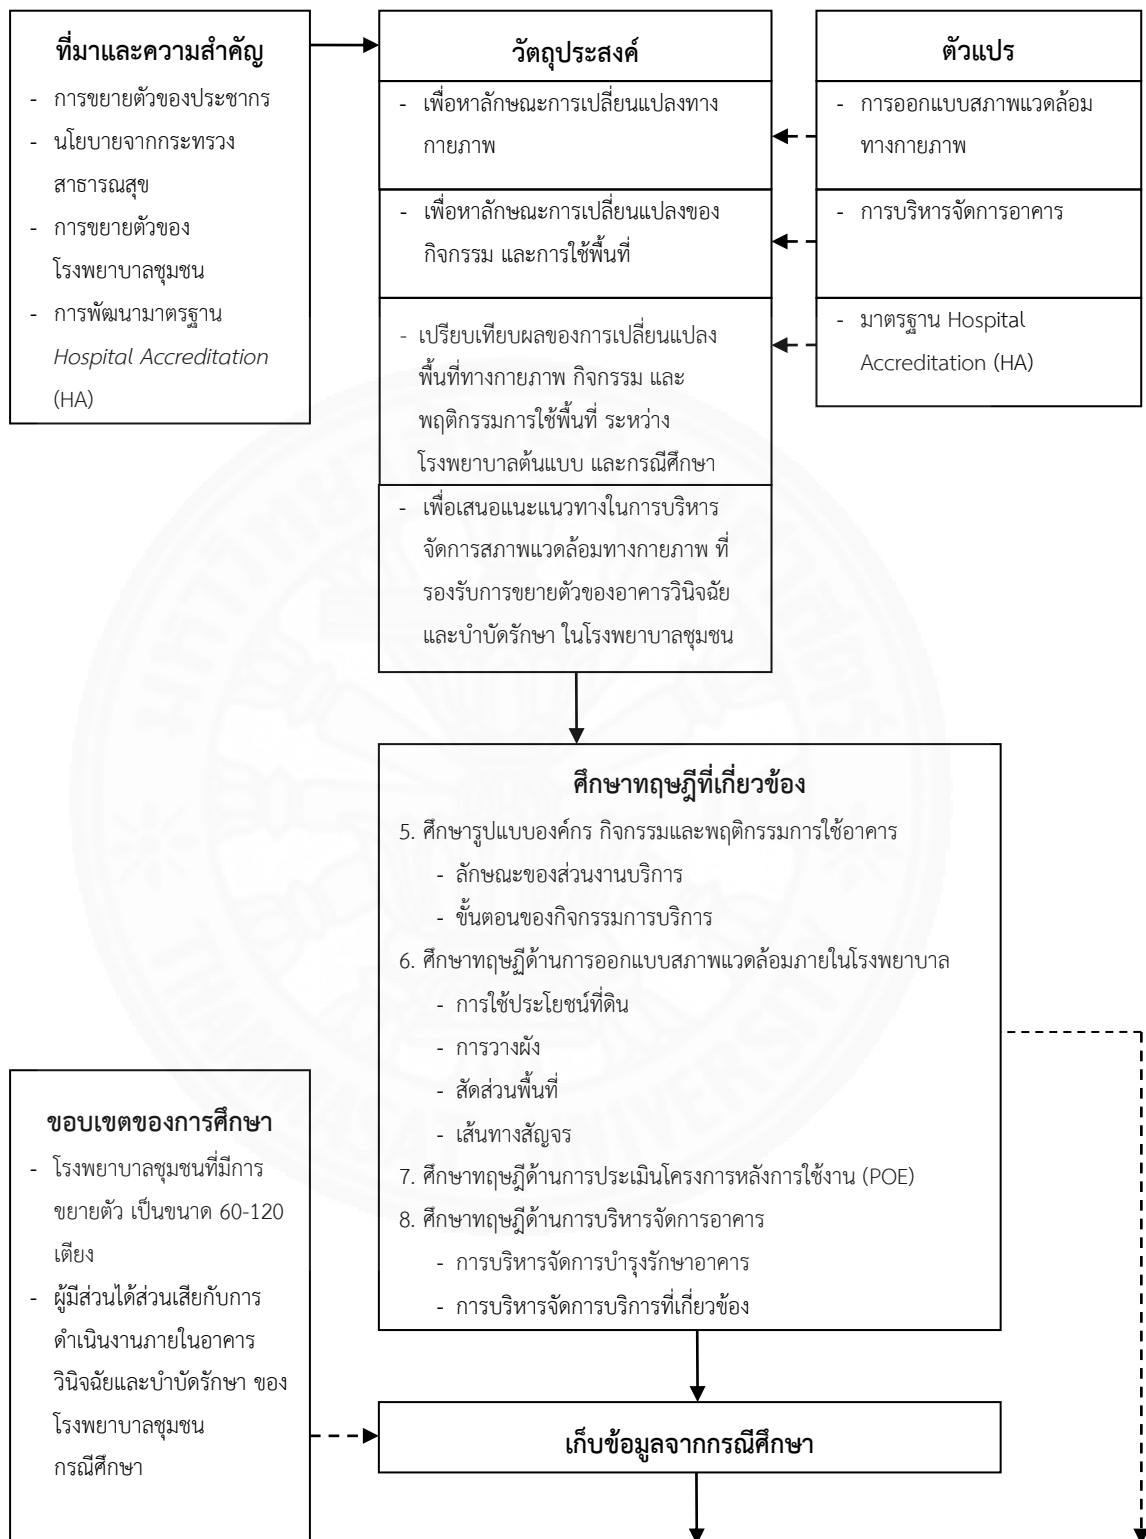 ที่มาและความสำคัญ
- การขยายตัวของประชากร
- นโยบายจากกระทรวง
สาธารณสุข
- การขยายตัวของ
โรงพยาบาลชุมชน
- การพัฒนามาตรฐาน
Hospital Accreditation
(HA)
วัตถุประสงค์
- เพื่อหาลักษณะการเปลี่ยนแปลงทาง
กายภาพ
- เพื่อหาลักษณะการเปลี่ยนแปลงของ
กิจกรรม และการใช้พื้นที่
- เปรียบเทียบผลของการเปลี่ยนแปลง
พื้นที่ทางกายภาพ กิจกรรม และ
พฤติกรรมการใช้พื้นที่ ระหว่าง
โรงพยาบาลต้นแบบ และกรณีศึกษา
- เพื่อเสนอแนะแนวทางในการบริหาร
จัดการสภาพแวดล้อมทางกายภาพ ที่
รองรับการขยายตัวของอาคารวินิจฉัย
และบำบัดรักษา ในโรงพยาบาลชุมชน
ตัวแปร
- การออกแบบสภาพแวดล้อม
ทางกายภาพ
- การบริหารจัดการอาคาร
- มาตรฐาน Hospital
Accreditation (HA)
ศึกษาทฤษฎีที่เกี่ยวข้อง
5. ศึกษารูปแบบองค์กร กิจกรรมและพฤติกรรมการใช้อาคาร
- ลักษณะของส่วนงานบริการ
- ขั้นตอนของกิจกรรมการบริการ
6. ศึกษาทฤษฏีด้านการออกแบบสภาพแวดล้อมภายในโรงพยาบาล
- การใช้ประโยชน์ที่ดิน
- การวางผัง
- สัดส่วนพื้นที่
- เส้นทางสัญจร
7. ศึกษาทฤษฎีด้านการประเมินโครงการหลังการใช้งาน (POE)
8. ศึกษาทฤษฎีด้านการบริหารจัดการอาคาร
- การบริหารจัดการบำรุงรักษาอาคาร
- การบริหารจัดการบริการที่เกี่ยวข้อง
ขอบเขตของการศึกษา
- โรงพยาบาลชุมชนที่มีการ
ขยายตัว เป็นขนาด 60-120
เตียง
- ผู้มีส่วนได้ส่วนเสียกับการ
ดำเนินงานภายในอาคาร
วินิจฉัยและบำบัดรักษา ของ
โรงพยาบาลชุมชน
กรณีศึกษา
เก็บข้อมูลจากกรณีศึกษา
มหาวิทยาลัยธรรมศาสตร์
THAMMASAT UNIVERSITY